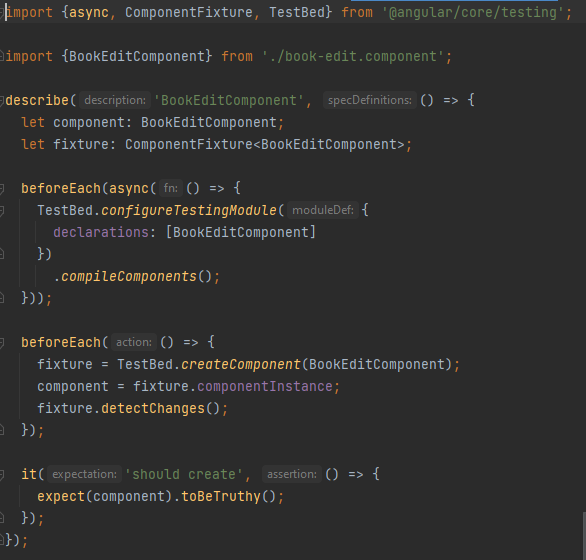 import {async, ComponentFixture, TestBed} from '@angular/core/testing';
import {BookEditComponent} from './book-edit.component';
describe( description: 'BookEditComponent', specDefinitions: () => {
let component: BookEditComponent;
let fixture: ComponentFixture<BookEditComponent>;
beforeEach(async( fn: () => {
TestBed.configureTestingModule( moduleDef: {
declarations: [BookEditComponent]
})
.compileComponents();
}));
beforeEach( action: () => {
fixture = TestBed.createComponent(BookEditComponent);
component = fixture.componentInstance;
fixture.detectChanges();
});
it( expectation: 'should create', assertion: () => {
expect(component).toBeTruthy();
});
});